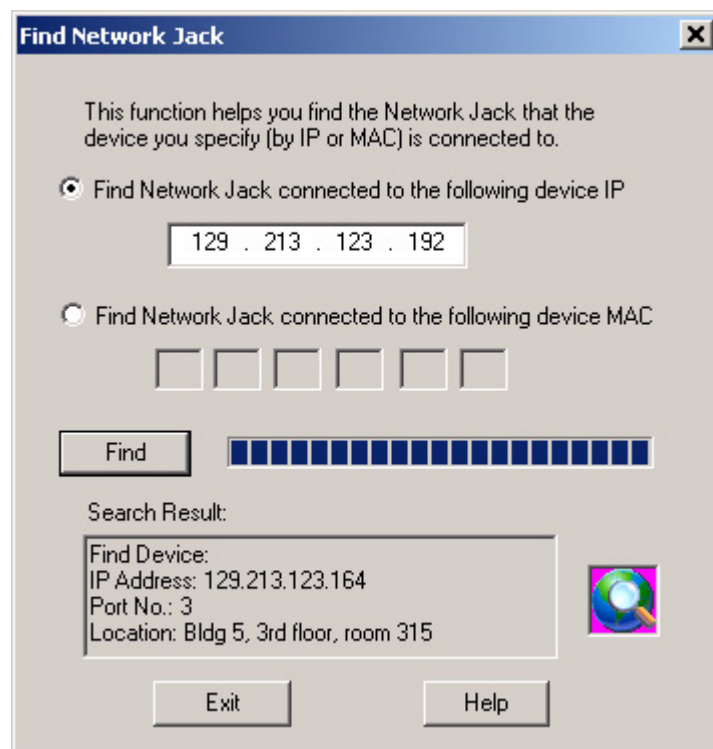 Find Network Jack
This function helps you find the Network Jack that the
device you specify (by IP or MAC) is connected to.
Find Network Jack connected to the following device IP
129 . 213 . 123 . 192
Find Network Jack connected to the following device MAC
Find
Search Result:
Find Device:
IP Address: 129.213.123.164
Port No.: 3
Location: Bldg 5, 3rd floor, room 315
Exit
Help